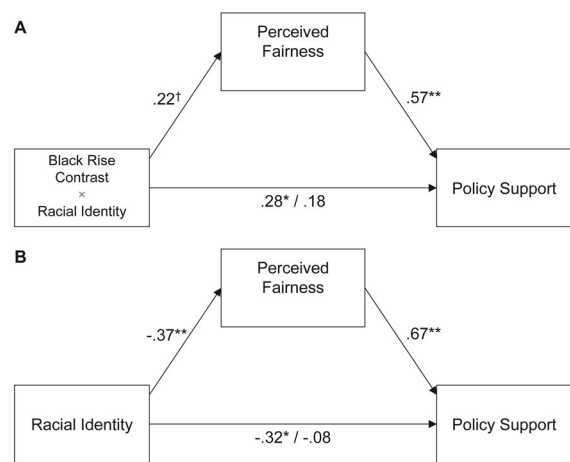 A
Perceived
Fairness
.22†
.57**
Black Rise
Contrast
×
Racial Identity
Policy Support
.28* / .18
B
Perceived
Fairness
-.37**
.67**
Racial Identity
Policy Support
-.32* / -.08